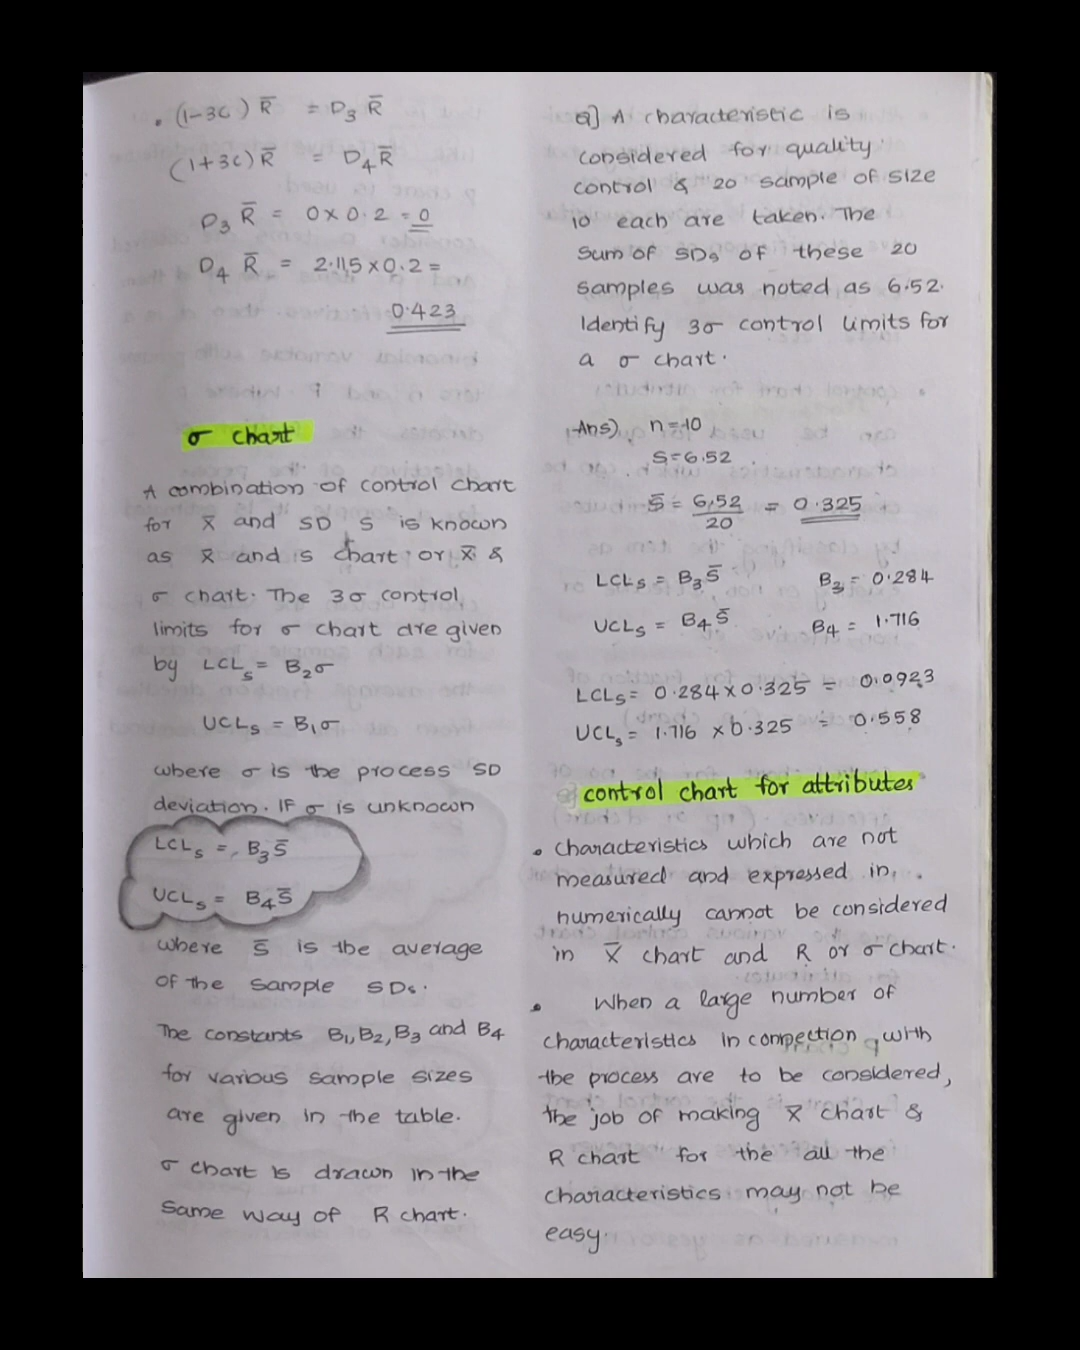 . (1-3c) R̄ = D₃ R̄
(1+3c) R̄ = D₄ R̄
D₃ R̄ = 0 × 0.2 = 0
D₄ R̄ = 2.115 × 0.2 =
0.423
σ chart
A combination of control chart
for x̄ and SD S is known
as x̄ and s chart or x̄ &
σ chart. The 3σ control
limits for σ chart are given
by LCLₛ = B₂σ
UCLₛ = B₁σ
where σ is the process SD
deviation. IF σ is unknown
LCLₛ = B₃S̄
UCLₛ = B₄S̄
where S̄ is the average
of the sample SDs.
The constants B₁, B₂, B₃ and B₄
for various sample sizes
are given in the table.
σ chart is drawn in the
same way of R chart.
Q] A characteristic is
considered for quality
control & 20 sample of size
10 each are taken. The
sum of SDs of these 20
samples was noted as 6.52.
Identify 3σ control limits for
a σ chart.
Ans) n = 10
S = 6.52
S̄ = 6.52/20 = 0.325
LCLₛ = B₃S̄ B₃ = 0.284
UCLₛ = B₄S̄ B₄ = 1.716
LCLₛ = 0.284 × 0.325 = 0.0923
UCLₛ = 1.716 × 0.325 = 0.558
control chart for attributes
• characteristics which are not
measured and expressed in
numerically cannot be considered
in x̄ chart and R or σ chart.
• When a large number of
characteristics in connection with
the process are to be considered,
the job of making x̄ chart &
R chart for the all the
characteristics may not be
easy.